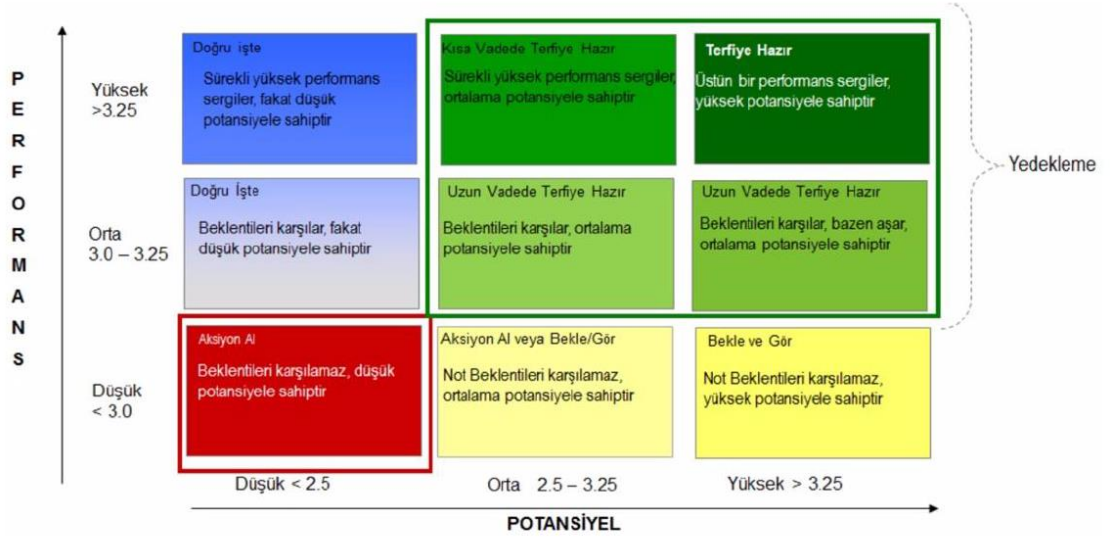 PERFORMANS
Yüksek
>3.25
Doğru işte
Sürekli yüksek performans
sergiler, fakat düşük
potansiyele sahiptir
Kısa Vadede Terfiye Hazır
Sürekli yüksek performans sergiler,
ortalama potansiyele sahiptir
Terfiye Hazır
Üstün bir performans sergiler,
yüksek potansiyele sahiptir
Yedekleme
Orta
3.0 – 3.25
Doğru İşte
Beklentileri karşılar, fakat
düşük potansiyele sahiptir
Uzun Vadede Terfiye Hazır
Beklentileri karşılar, ortalama
potansiyele sahiptir
Uzun Vadede Terfiye Hazır
Beklentileri karşılar, bazen aşar,
ortalama potansiyele sahiptir
Düşük
< 3.0
Aksiyon Al
Beklentileri karşılamaz, düşük
potansiyele sahiptir
Aksiyon Al veya Bekle/Gör
Not Beklentileri karşılamaz,
ortalama potansiyele sahiptir
Bekle ve Gör
Not Beklentileri karşılamaz,
yüksek potansiyele sahiptir
Düşük < 2.5
Orta 2.5 – 3.25
Yüksek > 3.25
POTANSİYEL